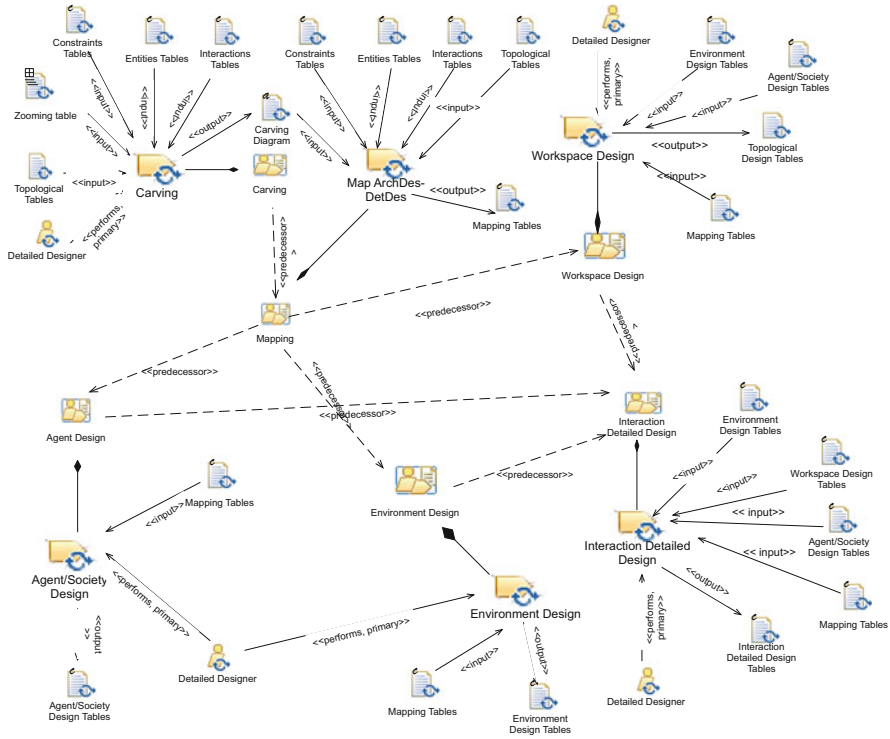 Constraints
Tables
Entities Tables
Interactions
Tables
Constraints
Tables
Entities Tables
Interactions
Tables
Topological
Tables
Detailed Designer
Environment
Design Tables
Agent/Society
Design Tables
Zooming table
<<input>>
<<input>>
<<input>>
<<input>>
<<output>>
Carving
Diagram
<<input>>
<<input>>
<<input>>
<<input>>
<<input>>
<<performs,
primary>>
<<input>>
<<input>>
Workspace Design
<<output>>
Topological
Design Tables
Topological
Tables
<<input>>
Carving
Carving
Map ArchDes-
DetDes
<<output>>
Mapping Tables
<<input>>
Mapping Tables
Detailed Designer
<<performs,
primary>>
<<predecessor>
>
Workspace Design
Mapping
<<predecessor>>
<<predecessor>
>
<<predecessor>>
<<predecessor>>
Agent Design
<<predecessor>>
Interaction
Detailed Design
Environment
Design Tables
<<predecessor>>
<<input>>
Workspace Design
Tables
<<input>>
Mapping Tables
<<input>>
Environment Design
<< input>>
Agent/Society
Design Tables
Interaction Detailed
Design
<< input>>
Mapping Tables
Agent/Society
Design
<<performs, primary>>
<<output>
>
Environment Design
<<performs, primary>>
<<output>>
<<performs,
primary>>
Interaction
Detailed Design
Tables
Detailed Designer
<<input>>
<<output>>
Detailed Designer
Agent/Society
Design Tables
Mapping Tables
Environment
Design Tables